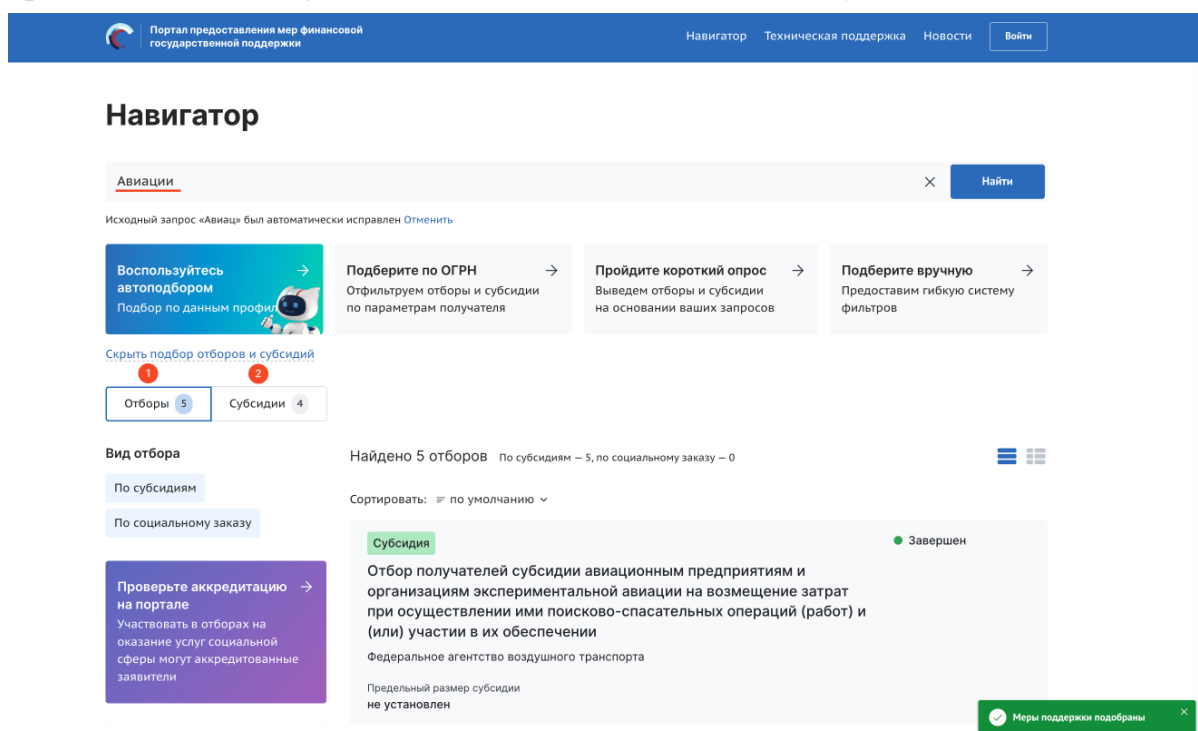 Портал предоставления мер финансовой
государственной поддержки
Навигатор Техническая поддержка Новости Войти
Навигатор
Авиации
Найти
Исходный запрос «Авиац» был автоматически исправлен Отменить
Воспользуйтесь
автоподбором
Подбор по данным профил
Подберите по ОГРН
Отфильтруем отборы и субсидии
по параметрам получателя
Пройдите короткий опрос
Выведем отборы и субсидии
на основании ваших запросов
Подберите вручную
Предоставим гибкую систему
фильтров
Скрыть подбор отборов и субсидий
1 2
Отборы 5 Субсидии 4
Вид отбора
По субсидиям
По социальному заказу
Проверьте аккредитацию
на портале
Участвовать в отборах на
оказание услуг социальной
сферы могут аккредитованные
заявители
Найдено 5 отборов По субсидиям – 5, по социальному заказу – 0
Сортировать: по умолчанию
Субсидия Завершен
Отбор получателей субсидии авиационным предприятиям и
организациям экспериментальной авиации на возмещение затрат
при осуществлении ими поисково-спасательных операций (работ) и
(или) участии в их обеспечении
Федеральное агентство воздушного транспорта
Предельный размер субсидии
не установлен
Меры поддержки подобраны